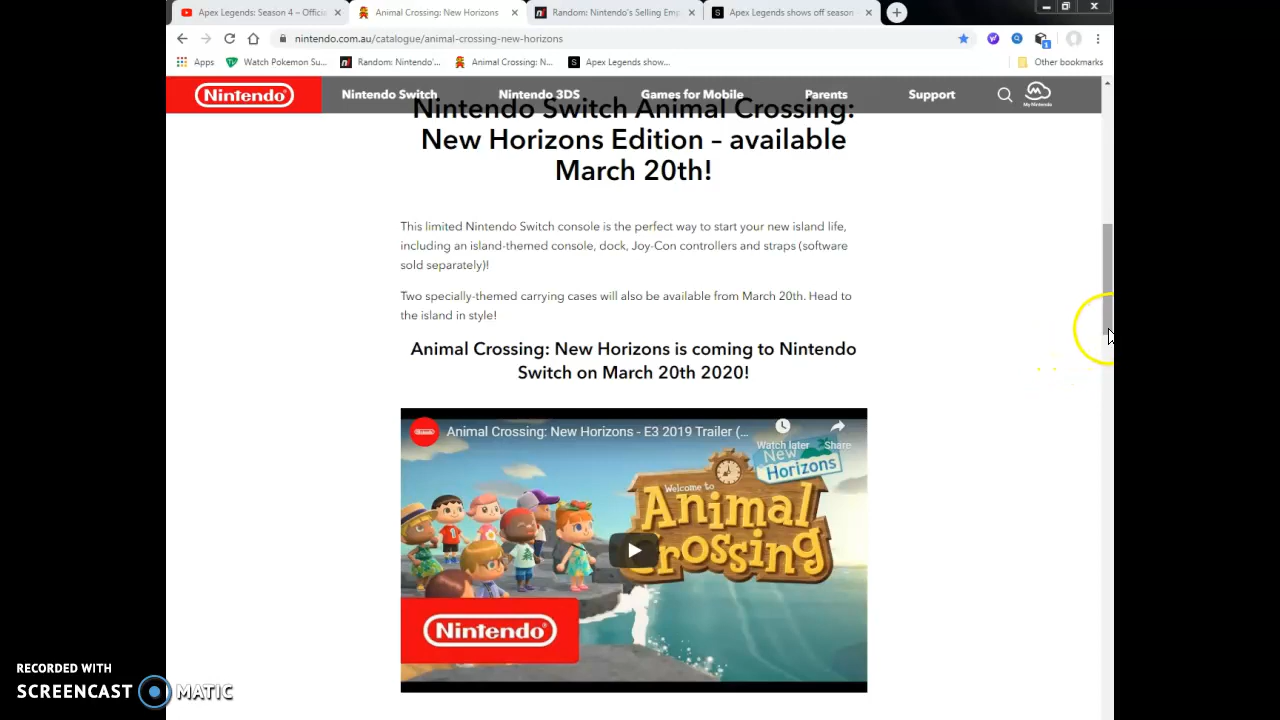 Apex Legends: Season 4 – Officia
Animal Crossing: New Horizons
Random: Nintendo's Selling Emp
Apex Legends shows off season
nintendo.com.au/catalogue/animal-crossing-new-horizons
Apps
Watch Pokemon Su...
Random: Nintendo'...
Animal Crossing: N...
Apex Legends show...
Other bookmarks
Nintendo
Nintendo Switch
Nintendo 3DS
Games for Mobile
Parents
Support
My Nintendo
Nintendo Switch Animal Crossing:
New Horizons Edition – available
March 20th!
This limited Nintendo Switch console is the perfect way to start your new island life,
including an island-themed console, dock, Joy-Con controllers and straps (software
sold separately)!
Two specially-themed carrying cases will also be available from March 20th. Head to
the island in style!
Animal Crossing: New Horizons is coming to Nintendo
Switch on March 20th 2020!
Animal Crossing: New Horizons - E3 2019 Trailer (...
Watch later
Share
New
Horizons
Welcome to
Animal
Crossing
Nintendo
RECORDED WITH
SCREENCAST MATIC